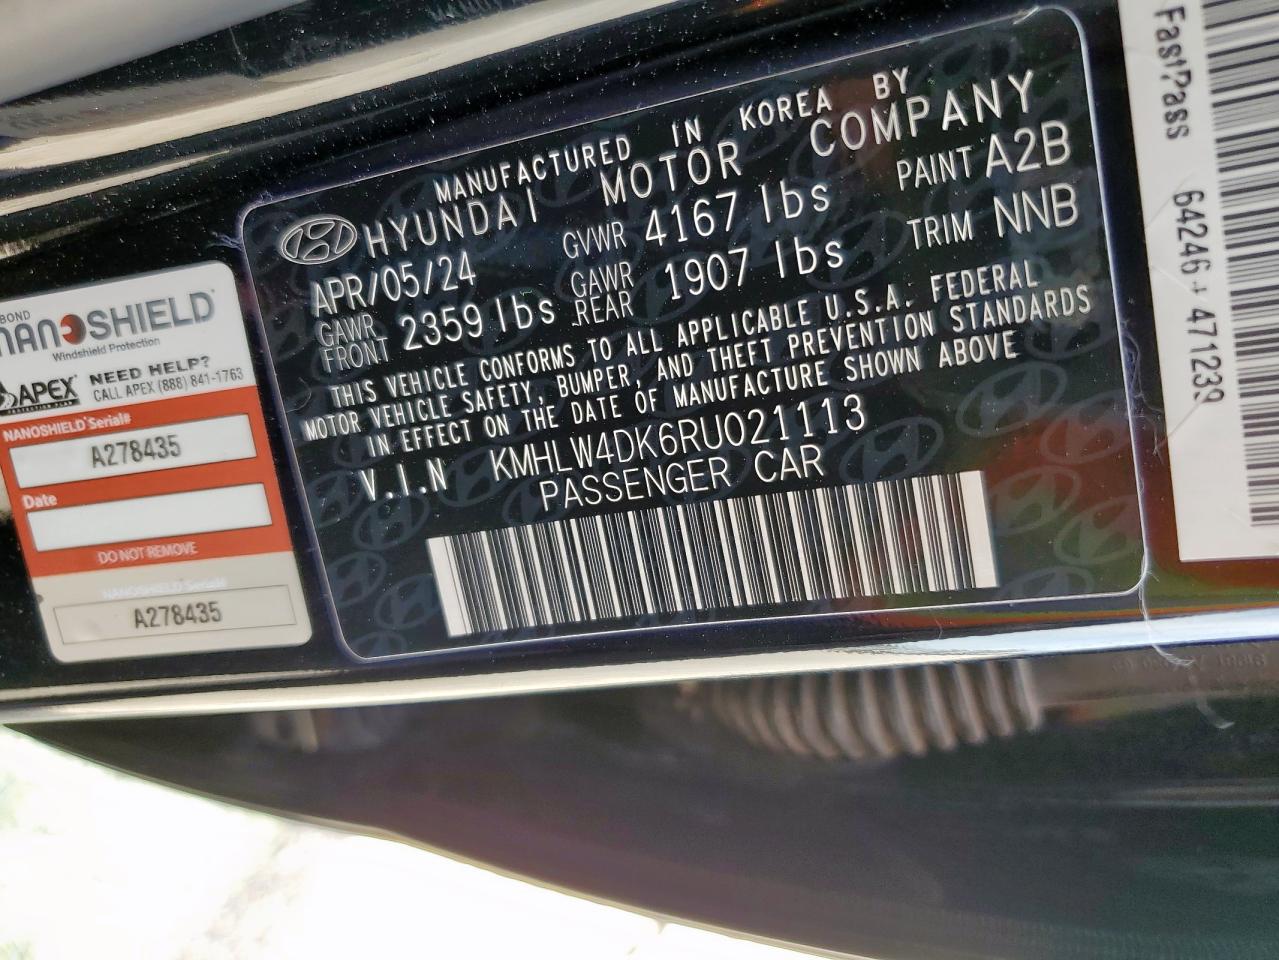 MANUFACTURED IN KOREA BY
HYUNDAI MOTOR COMPANY
APR/05/24 GVWR 4167 lbs PAINT A2B
GAWR FRONT 2359 lbs GAWR REAR 1907 lbs TRIM NNB
THIS VEHICLE CONFORMS TO ALL APPLICABLE U.S.A. FEDERAL
MOTOR VEHICLE SAFETY, BUMPER, AND THEFT PREVENTION STANDARDS
IN EFFECT ON THE DATE OF MANUFACTURE SHOWN ABOVE
V.I.N KMHLW4DK6RU021113
PASSENGER CAR
BOND
NANOSHIELD
Windshield Protection
APEX
NEED HELP?
CALL APEX (888) 841-1763
NANOSHIELD Serial#
A278435
Date
DO NOT REMOVE
NANOSHIELD Serial#
A278435
FastPass 64246+471239